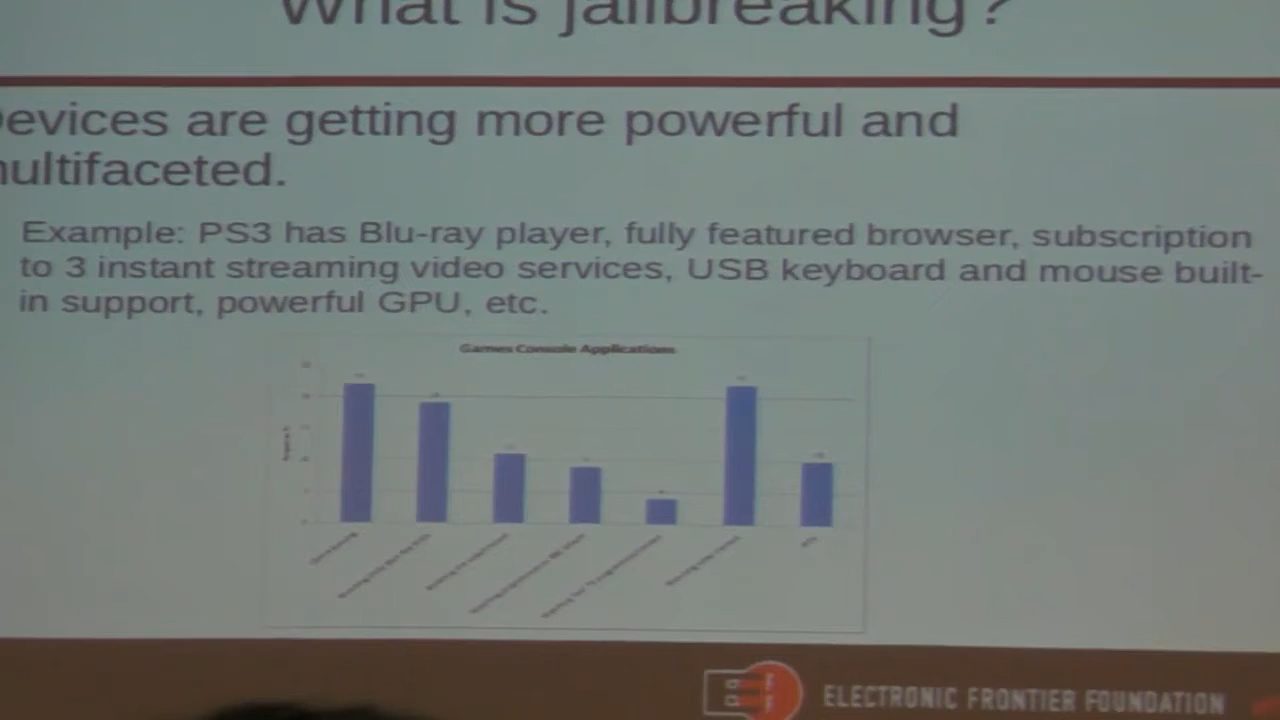 What is jailbreaking?
Devices are getting more powerful and
multifaceted.
Example: PS3 has Blu-ray player, fully featured browser, subscription
to 3 instant streaming video services, USB keyboard and mouse built-
in support, powerful GPU, etc.
Games Console Applications
ELECTRONIC FRONTIER FOUNDATION